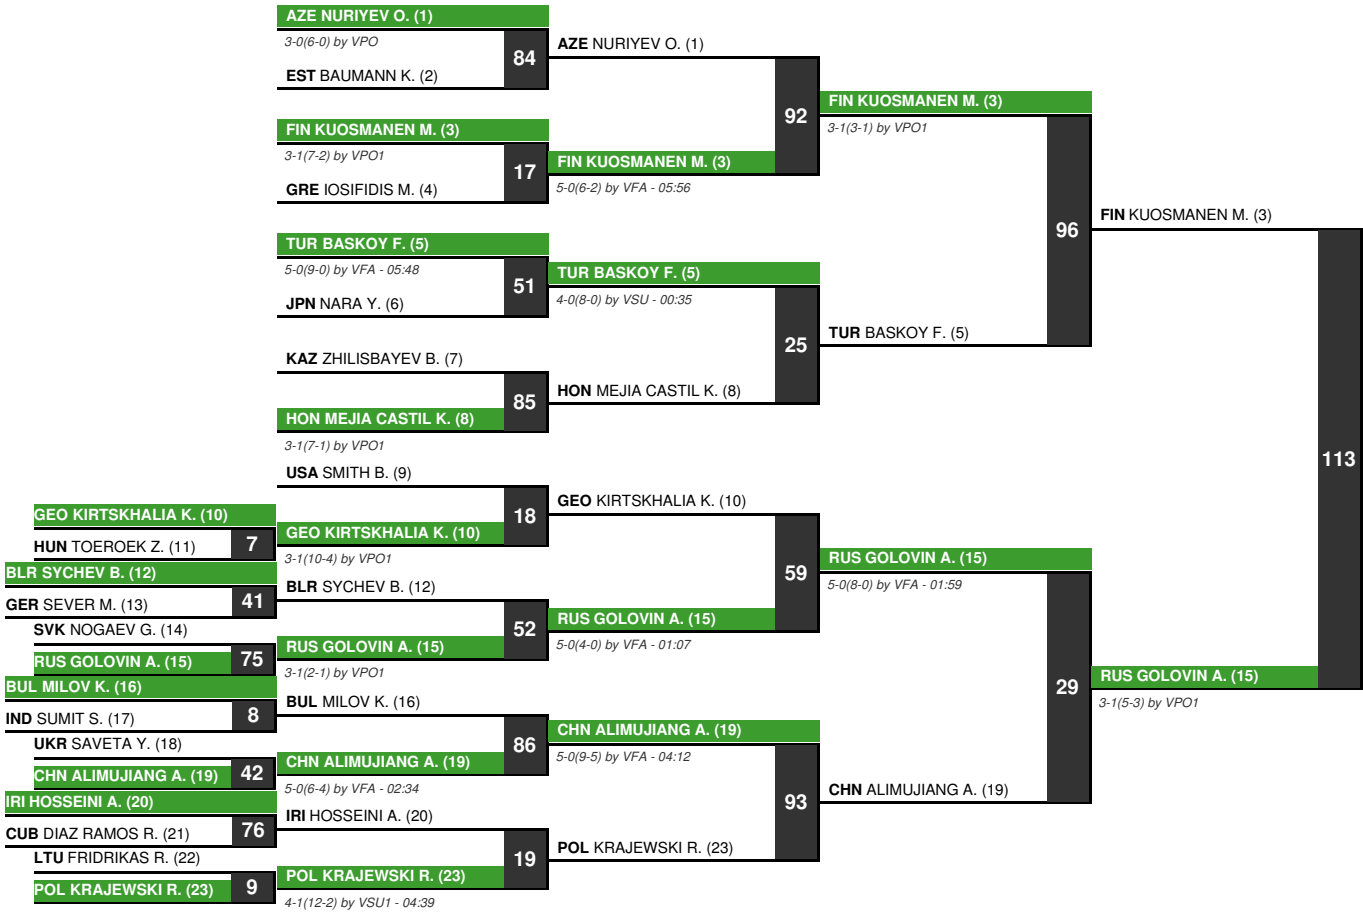 AZE NURIYEV O. (1)
3-0(6-0) by VPO
84
EST BAUMANN K. (2)
FIN KUOSMANEN M. (3)
3-1(7-2) by VPO1
17
GRE IOSIFIDIS M. (4)
TUR BASKOY F. (5)
5-0(9-0) by VFA - 05:48
51
JPN NARA Y. (6)
KAZ ZHILISBAYEV B. (7)
85
HON MEJIA CASTIL K. (8)
3-1(7-1) by VPO1
USA SMITH B. (9)
18
GEO KIRTSKHALIA K. (10)
3-1(10-4) by VPO1
BLR SYCHEV B. (12)
52
RUS GOLOVIN A. (15)
3-1(2-1) by VPO1
BUL MILOV K. (16)
86
CHN ALIMUJIANG A. (19)
5-0(6-4) by VFA - 02:34
IRI HOSSEINI A. (20)
19
POL KRAJEWSKI R. (23)
4-1(12-2) by VSU1 - 04:39
GEO KIRTSKHALIA K. (10)
HUN TOEROEK Z. (11)
7
BLR SYCHEV B. (12)
GER SEVER M. (13)
41
SVK NOGAEV G. (14)
RUS GOLOVIN A. (15)
75
BUL MILOV K. (16)
IND SUMIT S. (17)
8
UKR SAVETA Y. (18)
CHN ALIMUJIANG A. (19)
42
IRI HOSSEINI A. (20)
CUB DIAZ RAMOS R. (21)
76
LTU FRIDRIKAS R. (22)
POL KRAJEWSKI R. (23)
9
AZE NURIYEV O. (1)
92
FIN KUOSMANEN M. (3)
5-0(6-2) by VFA - 05:56
TUR BASKOY F. (5)
4-0(8-0) by VSU - 00:35
25
HON MEJIA CASTIL K. (8)
GEO KIRTSKHALIA K. (10)
59
RUS GOLOVIN A. (15)
5-0(4-0) by VFA - 01:07
CHN ALIMUJIANG A. (19)
5-0(9-5) by VFA - 04:12
93
POL KRAJEWSKI R. (23)
FIN KUOSMANEN M. (3)
3-1(3-1) by VPO1
96
TUR BASKOY F. (5)
RUS GOLOVIN A. (15)
5-0(8-0) by VFA - 01:59
29
CHN ALIMUJIANG A. (19)
FIN KUOSMANEN M. (3)
113
RUS GOLOVIN A. (15)
3-1(5-3) by VPO1